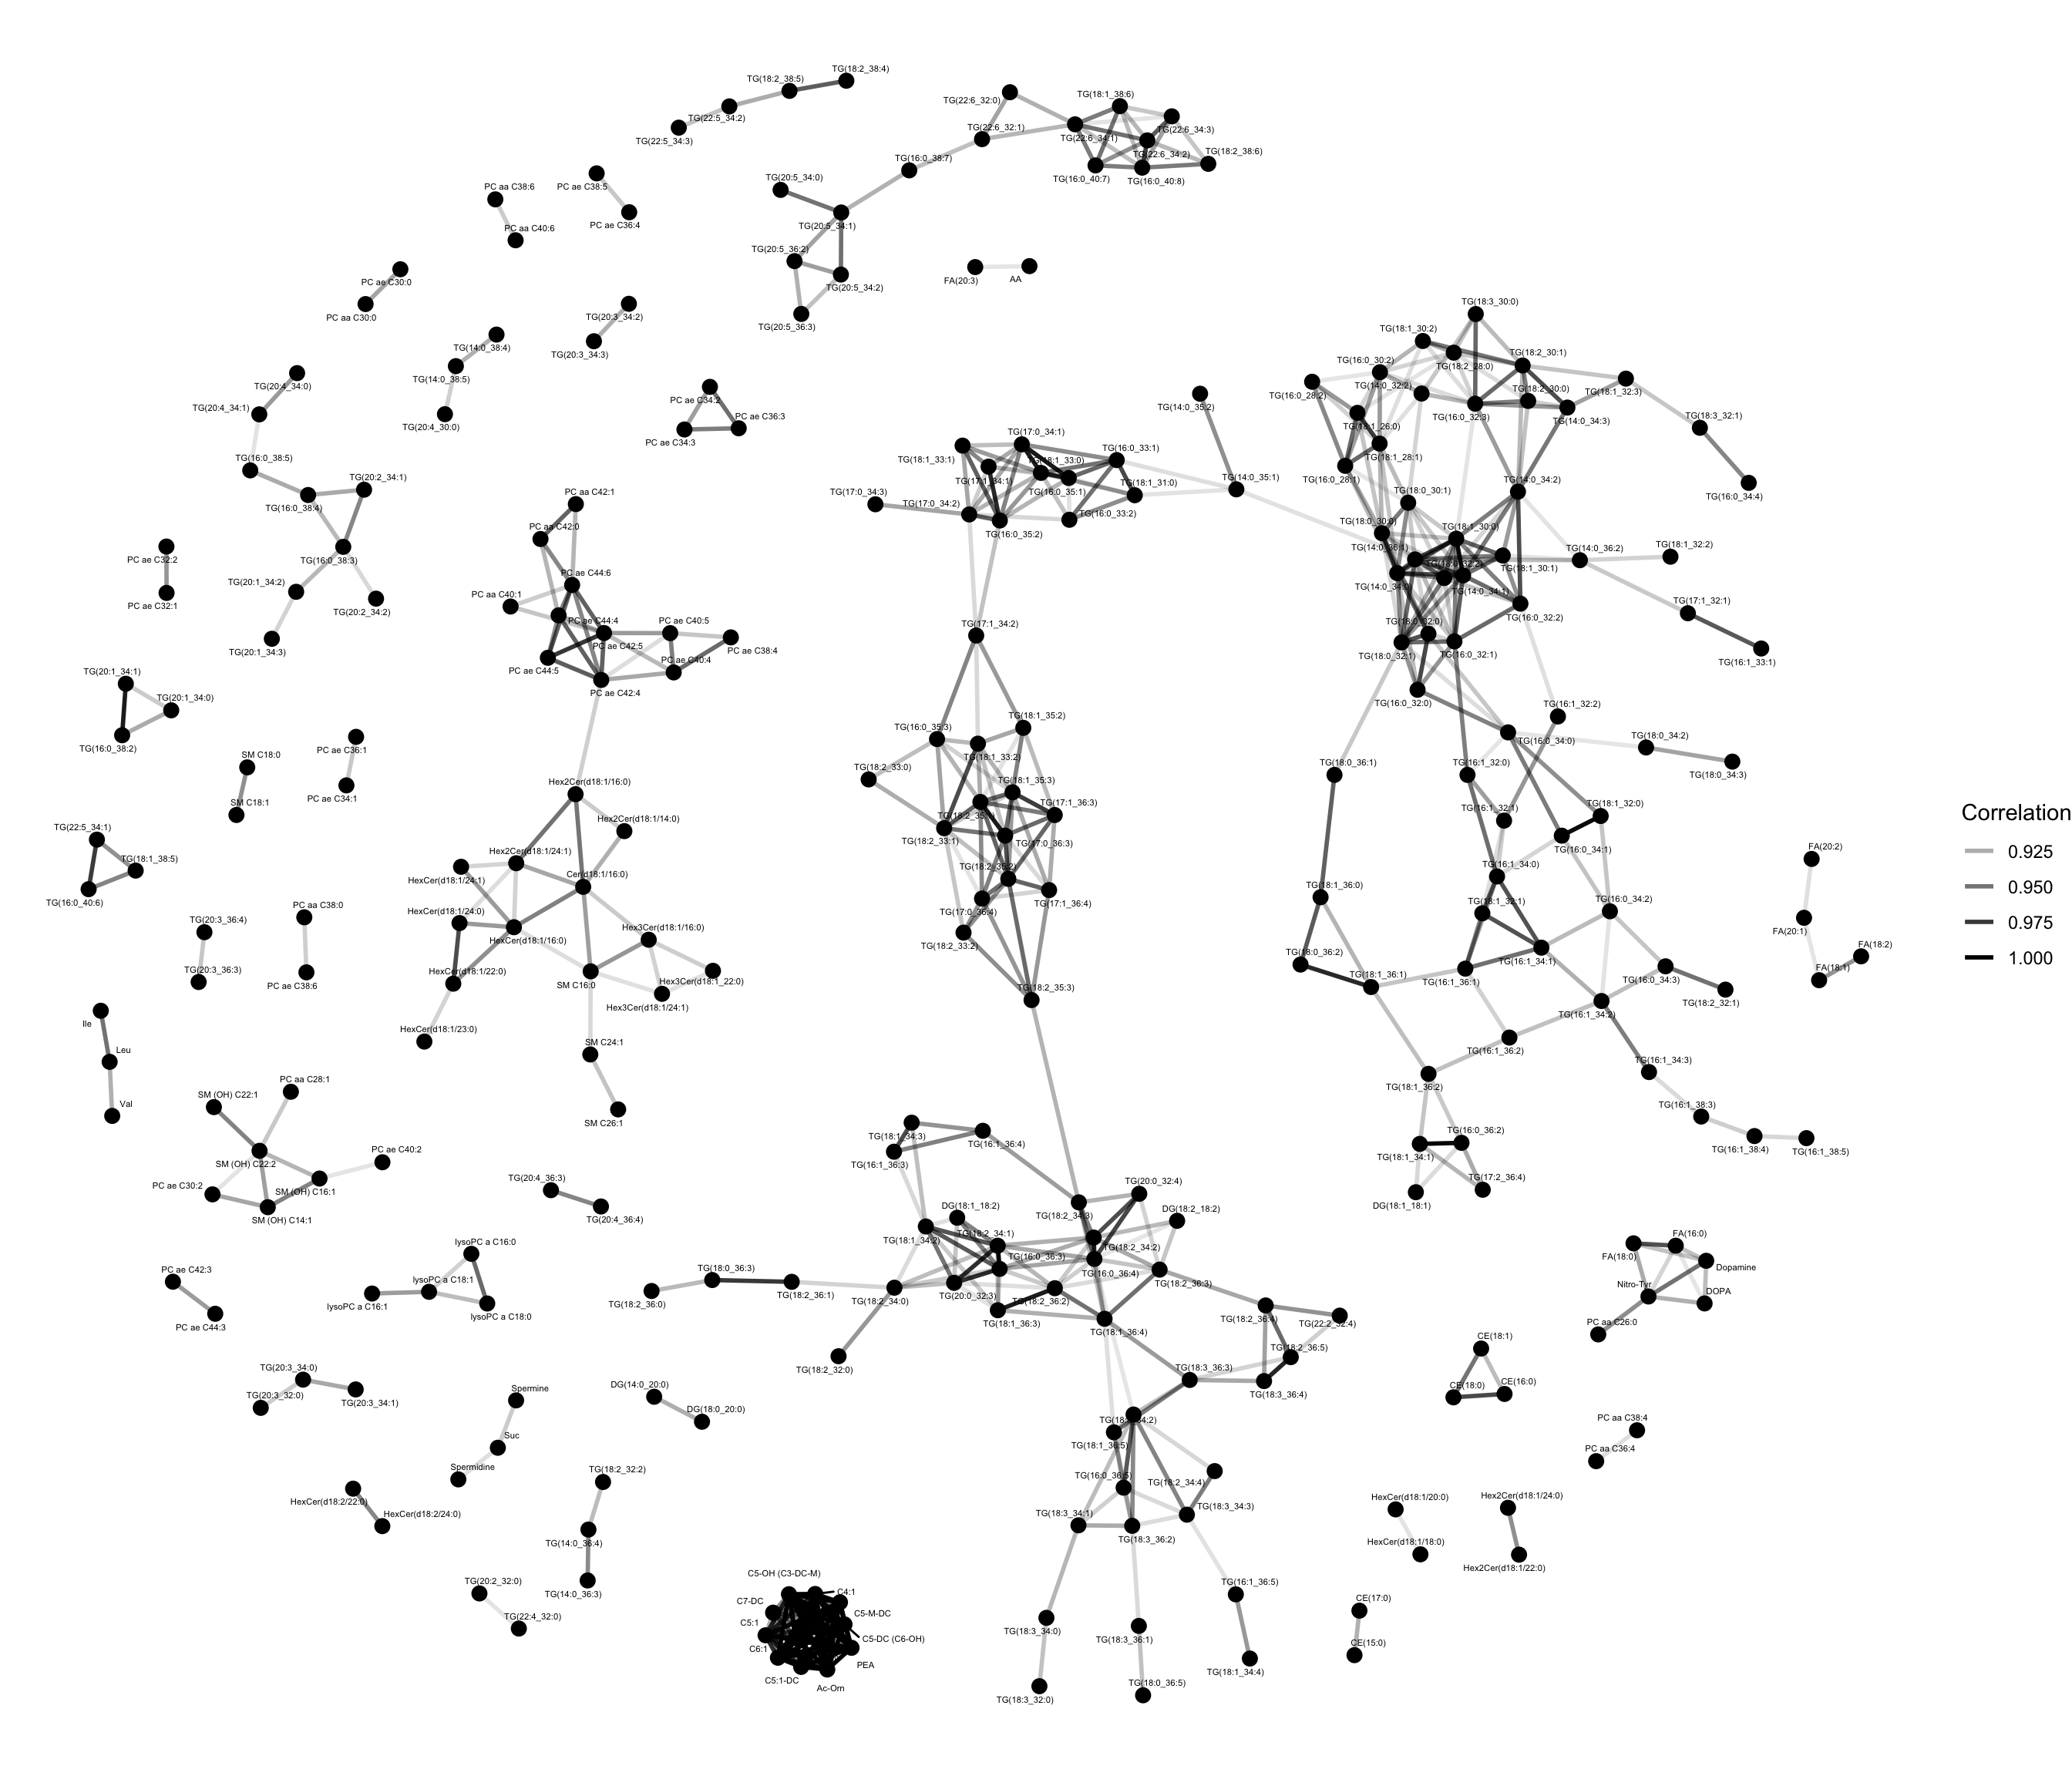 TG(18:2_38:4)
TG(18:2_38:5)
TG(22:5_34:2)
TG(22:5_34:3)
TG(22:6_32:0)
TG(18:1_38:6)
TG(22:6_32:1)
TG(22:6_34:1)
TG(22:6_34:3)
TG(22:6_34:2)
TG(18:2_38:6)
TG(16:0_40:7)
TG(16:0_40:8)
TG(16:0_38:7)
TG(20:5_34:0)
TG(20:5_34:1)
TG(20:5_36:2)
TG(20:5_34:2)
TG(20:5_36:3)
PC aa C38:6
PC aa C40:6
PC ae C38:5
PC ae C36:4
FA(20:3)
AA
PC ae C30:0
PC aa C30:0
TG(20:3_34:2)
TG(20:3_34:3)
TG(14:0_38:4)
TG(14:0_38:5)
TG(20:4_30:0)
TG(20:4_34:0)
TG(20:4_34:1)
TG(16:0_38:5)
TG(20:2_34:1)
TG(16:0_38:4)
TG(16:0_38:3)
TG(20:1_34:2)
TG(20:2_34:2)
TG(20:1_34:3)
PC ae C34:2
PC ae C36:3
PC ae C34:3
TG(18:3_30:0)
TG(18:1_30:2)
TG(16:0_30:2)
TG(18:2_30:1)
TG(18:2_28:0)
TG(14:0_32:2)
TG(16:0_28:2)
TG(18:2_30:0)
TG(18:1_32:3)
TG(16:0_32:3)
TG(14:0_34:3)
TG(18:3_32:1)
TG(18:1_26:0)
TG(18:1_28:1)
TG(16:0_28:1)
TG(14:0_34:2)
TG(16:0_34:4)
TG(14:0_35:2)
TG(14:0_35:1)
TG(17:0_34:1)
TG(16:0_33:1)
TG(18:1_33:1)
TG(18:1_33:0)
TG(17:1_34:1)
TG(16:0_35:1)
TG(18:1_31:0)
TG(17:0_34:3)
TG(17:0_34:2)
TG(16:0_33:2)
TG(16:0_35:2)
TG(18:0_30:1)
TG(18:0_30:0)
TG(18:1_30:0)
TG(14:0_36:1)
TG(18:0_32:2)
TG(18:1_30:1)
TG(14:0_36:2)
TG(18:1_32:2)
TG(14:0_34:0)
TG(14:0_34:1)
TG(16:0_32:2)
TG(17:1_32:1)
TG(16:1_33:1)
TG(18:0_32:0)
TG(18:0_32:1)
TG(16:0_32:1)
TG(16:0_32:0)
PC aa C42:1
PC aa C42:0
PC ae C44:6
PC aa C40:1
PC ae C44:4
PC ae C42:5
PC ae C40:5
PC ae C38:4
PC ae C40:4
PC ae C44:5
PC ae C42:4
PC ae C32:2
PC ae C32:1
TG(20:1_34:1)
TG(20:1_34:0)
TG(16:0_38:2)
TG(17:1_34:2)
TG(16:0_35:3)
TG(18:1_35:2)
TG(18:1_33:2)
TG(18:2_33:0)
TG(18:1_35:3)
TG(17:1_36:3)
TG(18:2_33:1)
TG(17:0_36:3)
TG(17:1_36:4)
TG(17:0_36:4)
TG(18:2_33:2)
TG(18:2_35:3)
TG(16:1_32:2)
TG(16:0_34:0)
TG(18:0_34:2)
TG(18:0_34:3)
TG(18:0_36:1)
TG(16:1_32:0)
TG(16:1_32:1)
TG(18:1_32:0)
TG(16:0_34:1)
TG(16:1_34:0)
TG(18:1_36:0)
TG(18:1_32:1)
TG(16:0_34:2)
TG(18:0_36:2)
TG(16:1_34:1)
TG(18:1_36:1)
TG(16:1_36:1)
TG(16:0_34:3)
TG(18:2_32:1)
TG(16:1_34:2)
TG(16:1_36:2)
TG(18:1_36:2)
TG(16:1_34:3)
TG(16:1_38:3)
TG(16:1_38:4)
TG(16:1_38:5)
TG(16:0_36:2)
TG(18:1_34:1)
TG(17:2_36:4)
DG(18:1_18:1)
Correlation
0.925
0.950
0.975
1.000
FA(20:2)
FA(20:1)
FA(18:2)
FA(18:1)
SM C18:0
SM C18:1
PC ae C36:1
PC ae C34:1
TG(22:5_34:1)
TG(18:1_38:5)
TG(16:0_40:6)
Hex2Cer(d18:1/16:0)
Hex2Cer(d18:1/14:0)
Hex2Cer(d18:1/24:1)
HexCer(d18:1/24:1)
Cer(d18:1/16:0)
HexCer(d18:1/24:0)
HexCer(d18:1/16:0)
Hex3Cer(d18:1/16:0)
HexCer(d18:1/22:0)
SM C16:0
Hex3Cer(d18:1_22:0)
Hex3Cer(d18:1/24:1)
HexCer(d18:1/23:0)
SM C24:1
SM C26:1
TG(20:3_36:4)
TG(20:3_36:3)
PC aa C38:0
PC ae C38:6
Ile
Leu
Val
SM (OH) C22:1
PC aa C28:1
SM (OH) C22:2
PC ae C40:2
PC ae C30:2
SM (OH) C16:1
SM (OH) C14:1
TG(20:4_36:3)
TG(20:4_36:4)
TG(18:1_34:3)
TG(16:1_36:4)
TG(16:1_36:3)
TG(20:0_32:4)
TG(18:2_34:3)
DG(18:1_18:2)
DG(18:2_18:2)
TG(18:1_34:2)
TG(18:2_34:1)
TG(18:2_34:2)
TG(16:0_36:3)
TG(16:0_36:4)
TG(18:2_36:3)
TG(18:2_34:0)
TG(20:0_32:3)
TG(18:2_36:2)
TG(18:1_36:3)
TG(18:1_36:4)
TG(18:0_36:3)
TG(18:2_36:0)
TG(18:2_36:1)
TG(18:2_32:0)
TG(18:2_36:4)
TG(22:2_32:4)
TG(18:2_36:5)
TG(18:3_36:3)
TG(18:3_36:4)
TG(18:1_36:5)
TG(16:0_36:5)
TG(18:2_34:4)
TG(18:3_34:3)
TG(18:3_34:1)
TG(18:3_36:2)
TG(16:1_36:5)
TG(18:3_34:0)
TG(18:3_36:1)
TG(18:1_34:4)
TG(18:3_32:0)
TG(18:0_36:5)
FA(16:0)
FA(18:0)
Dopamine
Nitro-Tyr
DOPA
PC aa C26:0
CE(18:1)
CE(18:0)
CE(16:0)
PC aa C38:4
PC aa C36:4
HexCer(d18:1/20:0)
HexCer(d18:1/18:0)
Hex2Cer(d18:1/24:0)
Hex2Cer(d18:1/22:0)
CE(17:0)
CE(15:0)
PC ae C42:3
PC ae C44:3
lysoPC a C16:0
lysoPC a C18:1
lysoPC a C16:1
lysoPC a C18:0
TG(20:3_34:0)
TG(20:3_32:0)
TG(20:3_34:1)
Spermine
Suc
Spermidine
DG(14:0_20:0)
DG(18:0_20:0)
HexCer(d18:2/22:0)
HexCer(d18:2/24:0)
TG(18:2_32:2)
TG(14:0_36:4)
TG(14:0_36:3)
TG(20:2_32:0)
TG(22:4_32:0)
C5-OH (C3-DC-M)
C4:1
C7-DC
C5-M-DC
C5:1
C5-DC (C6-OH)
C6:1
PEA
C5:1-DC
Ac-Orn